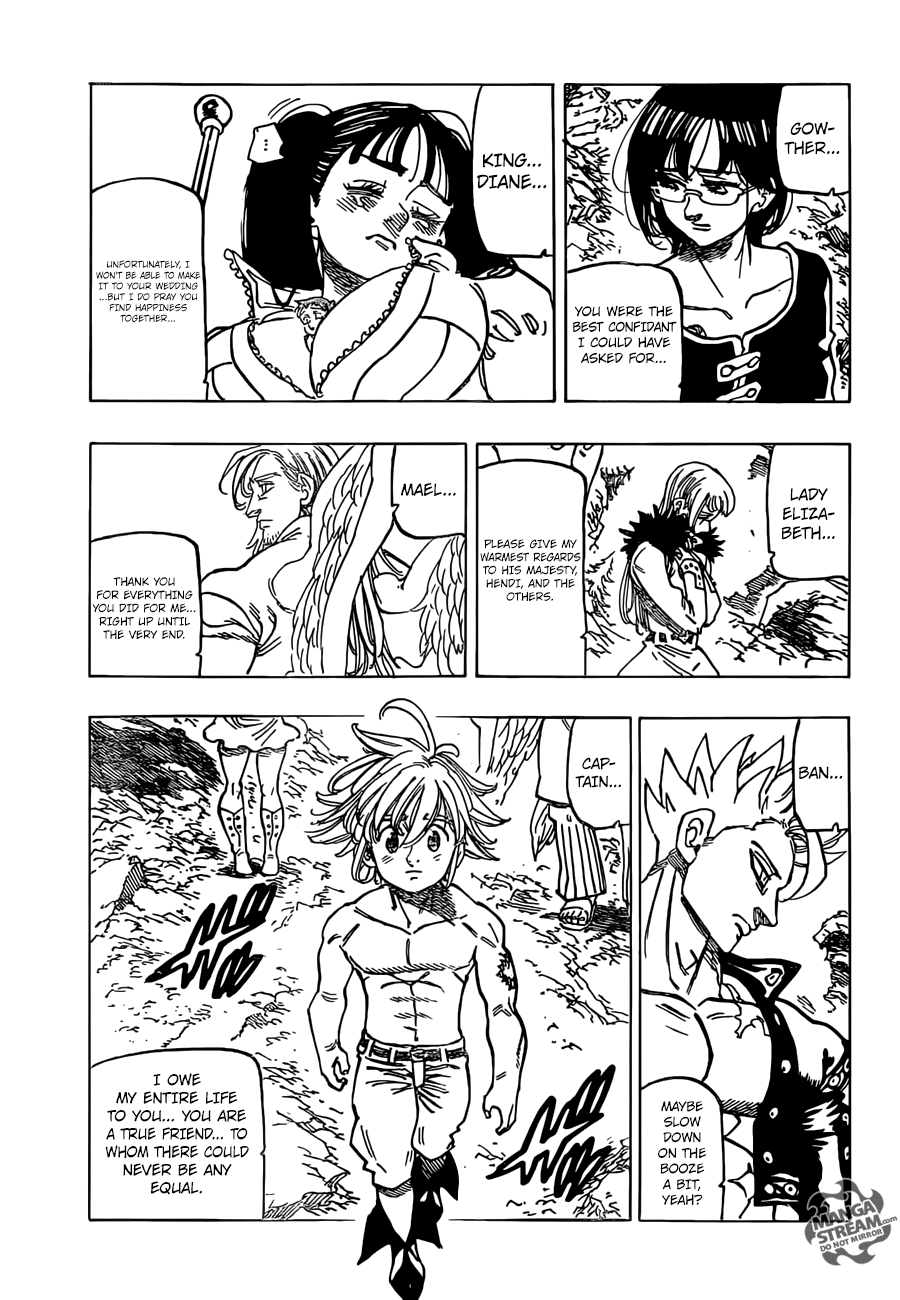 GOW-
THER...
YOU WERE THE
BEST CONFIDANT
I COULD HAVE
ASKED FOR...
KING...
DIANE...
...
UNFORTUNATELY, I
WON'T BE ABLE TO MAKE
IT TO YOUR WEDDING
...BUT I DO PRAY YOU
FIND HAPPINESS
TOGETHER...
LADY
ELIZA-
BETH...
PLEASE GIVE MY
WARMEST REGARDS
TO HIS MAJESTY,
HENDI, AND THE
OTHERS.
MAEL...
THANK YOU
FOR EVERYTHING
YOU DID FOR ME...
RIGHT UP UNTIL
THE VERY END.
BAN...
MAYBE
SLOW
DOWN
ON THE
BOOZE
A BIT,
YEAH?
CAP-
TAIN...
I OWE
MY ENTIRE LIFE
TO YOU... YOU ARE
A TRUE FRIEND... TO
WHOM THERE COULD
NEVER BE ANY
EQUAL.
MANGA
STREAM.com
DO NOT MIRROR!